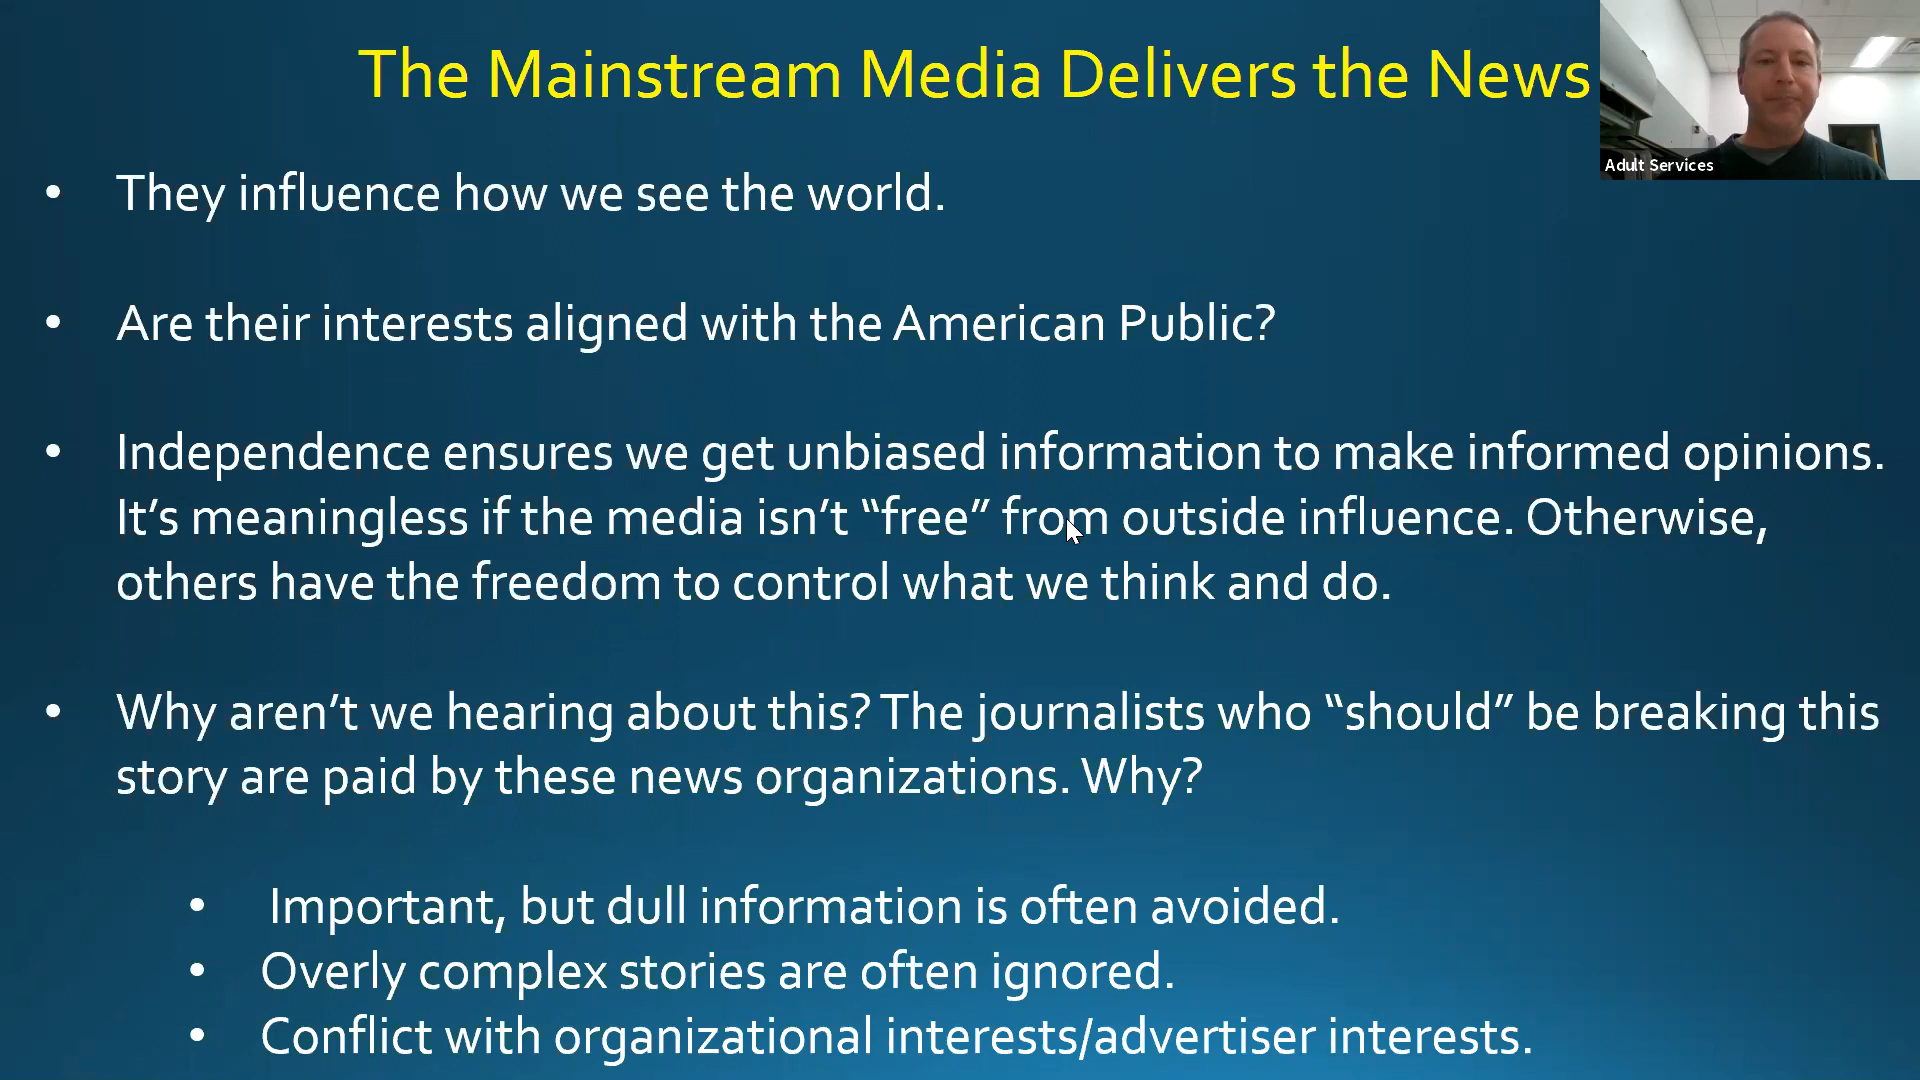 The Mainstream Media Delivers the News
Adult Services
• They influence how we see the world.
• Are their interests aligned with the American Public?
• Independence ensures we get unbiased information to make informed opinions.
It’s meaningless if the media isn’t “free” from outside influence. Otherwise,
others have the freedom to control what we think and do.
• Why aren’t we hearing about this? The journalists who “should” be breaking this
story are paid by these news organizations. Why?
• Important, but dull information is often avoided.
• Overly complex stories are often ignored.
• Conflict with organizational interests/advertiser interests.